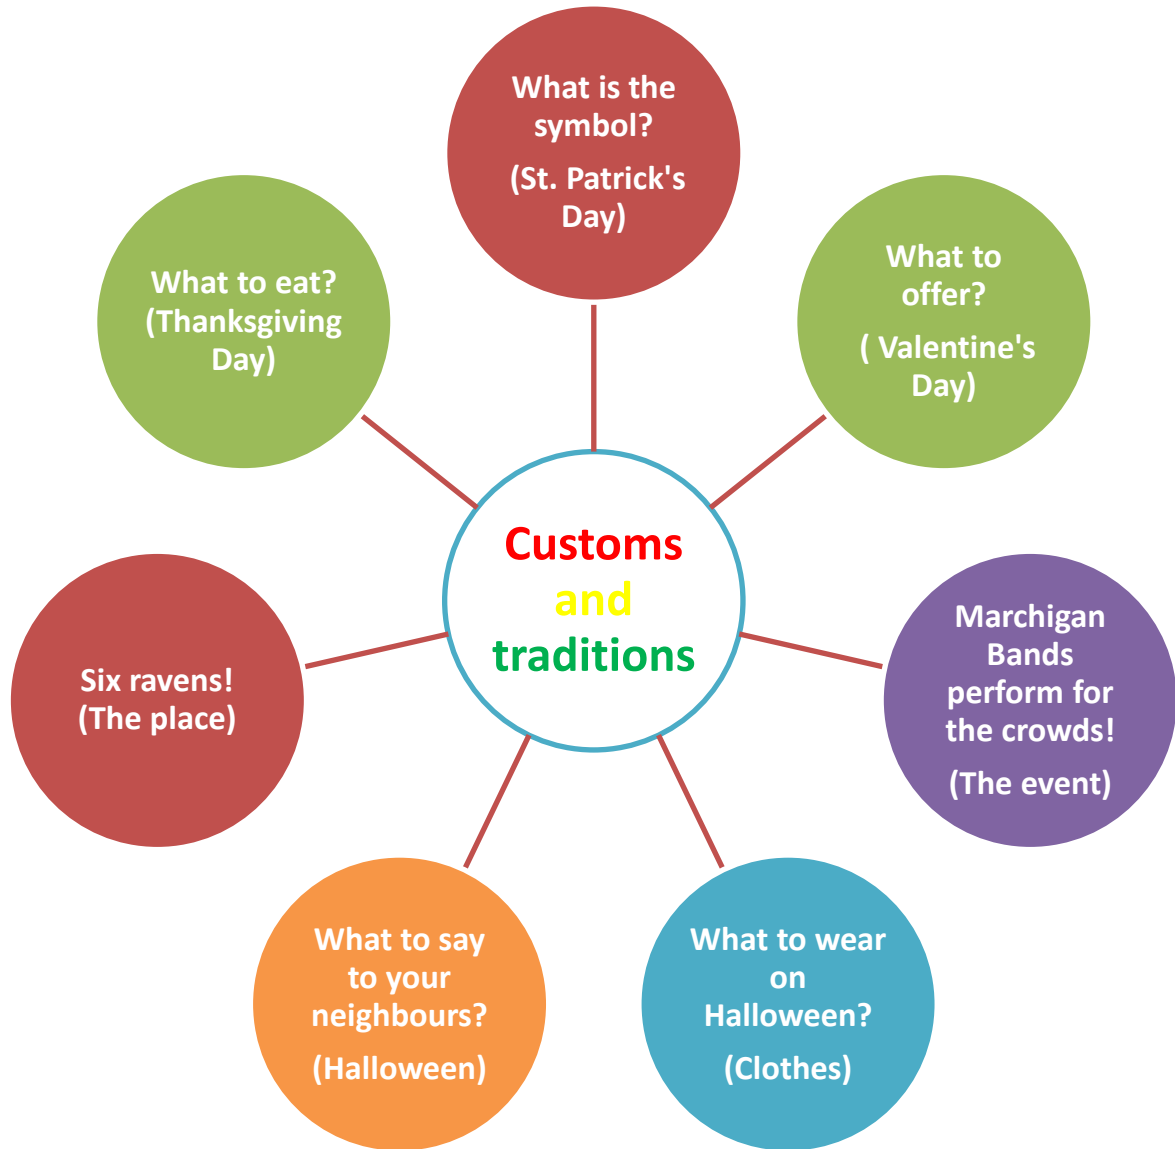 What is the
symbol?
(St. Patrick's
Day)
What to
offer?
( Valentine's
Day)
Marchigan
Bands
perform for
the crowds!
(The event)
What to wear
on
Halloween?
(Clothes)
What to say
to your
neighbours?
(Halloween)
Six ravens!
(The place)
What to eat?
(Thanksgiving
Day)
Customs
and
traditions